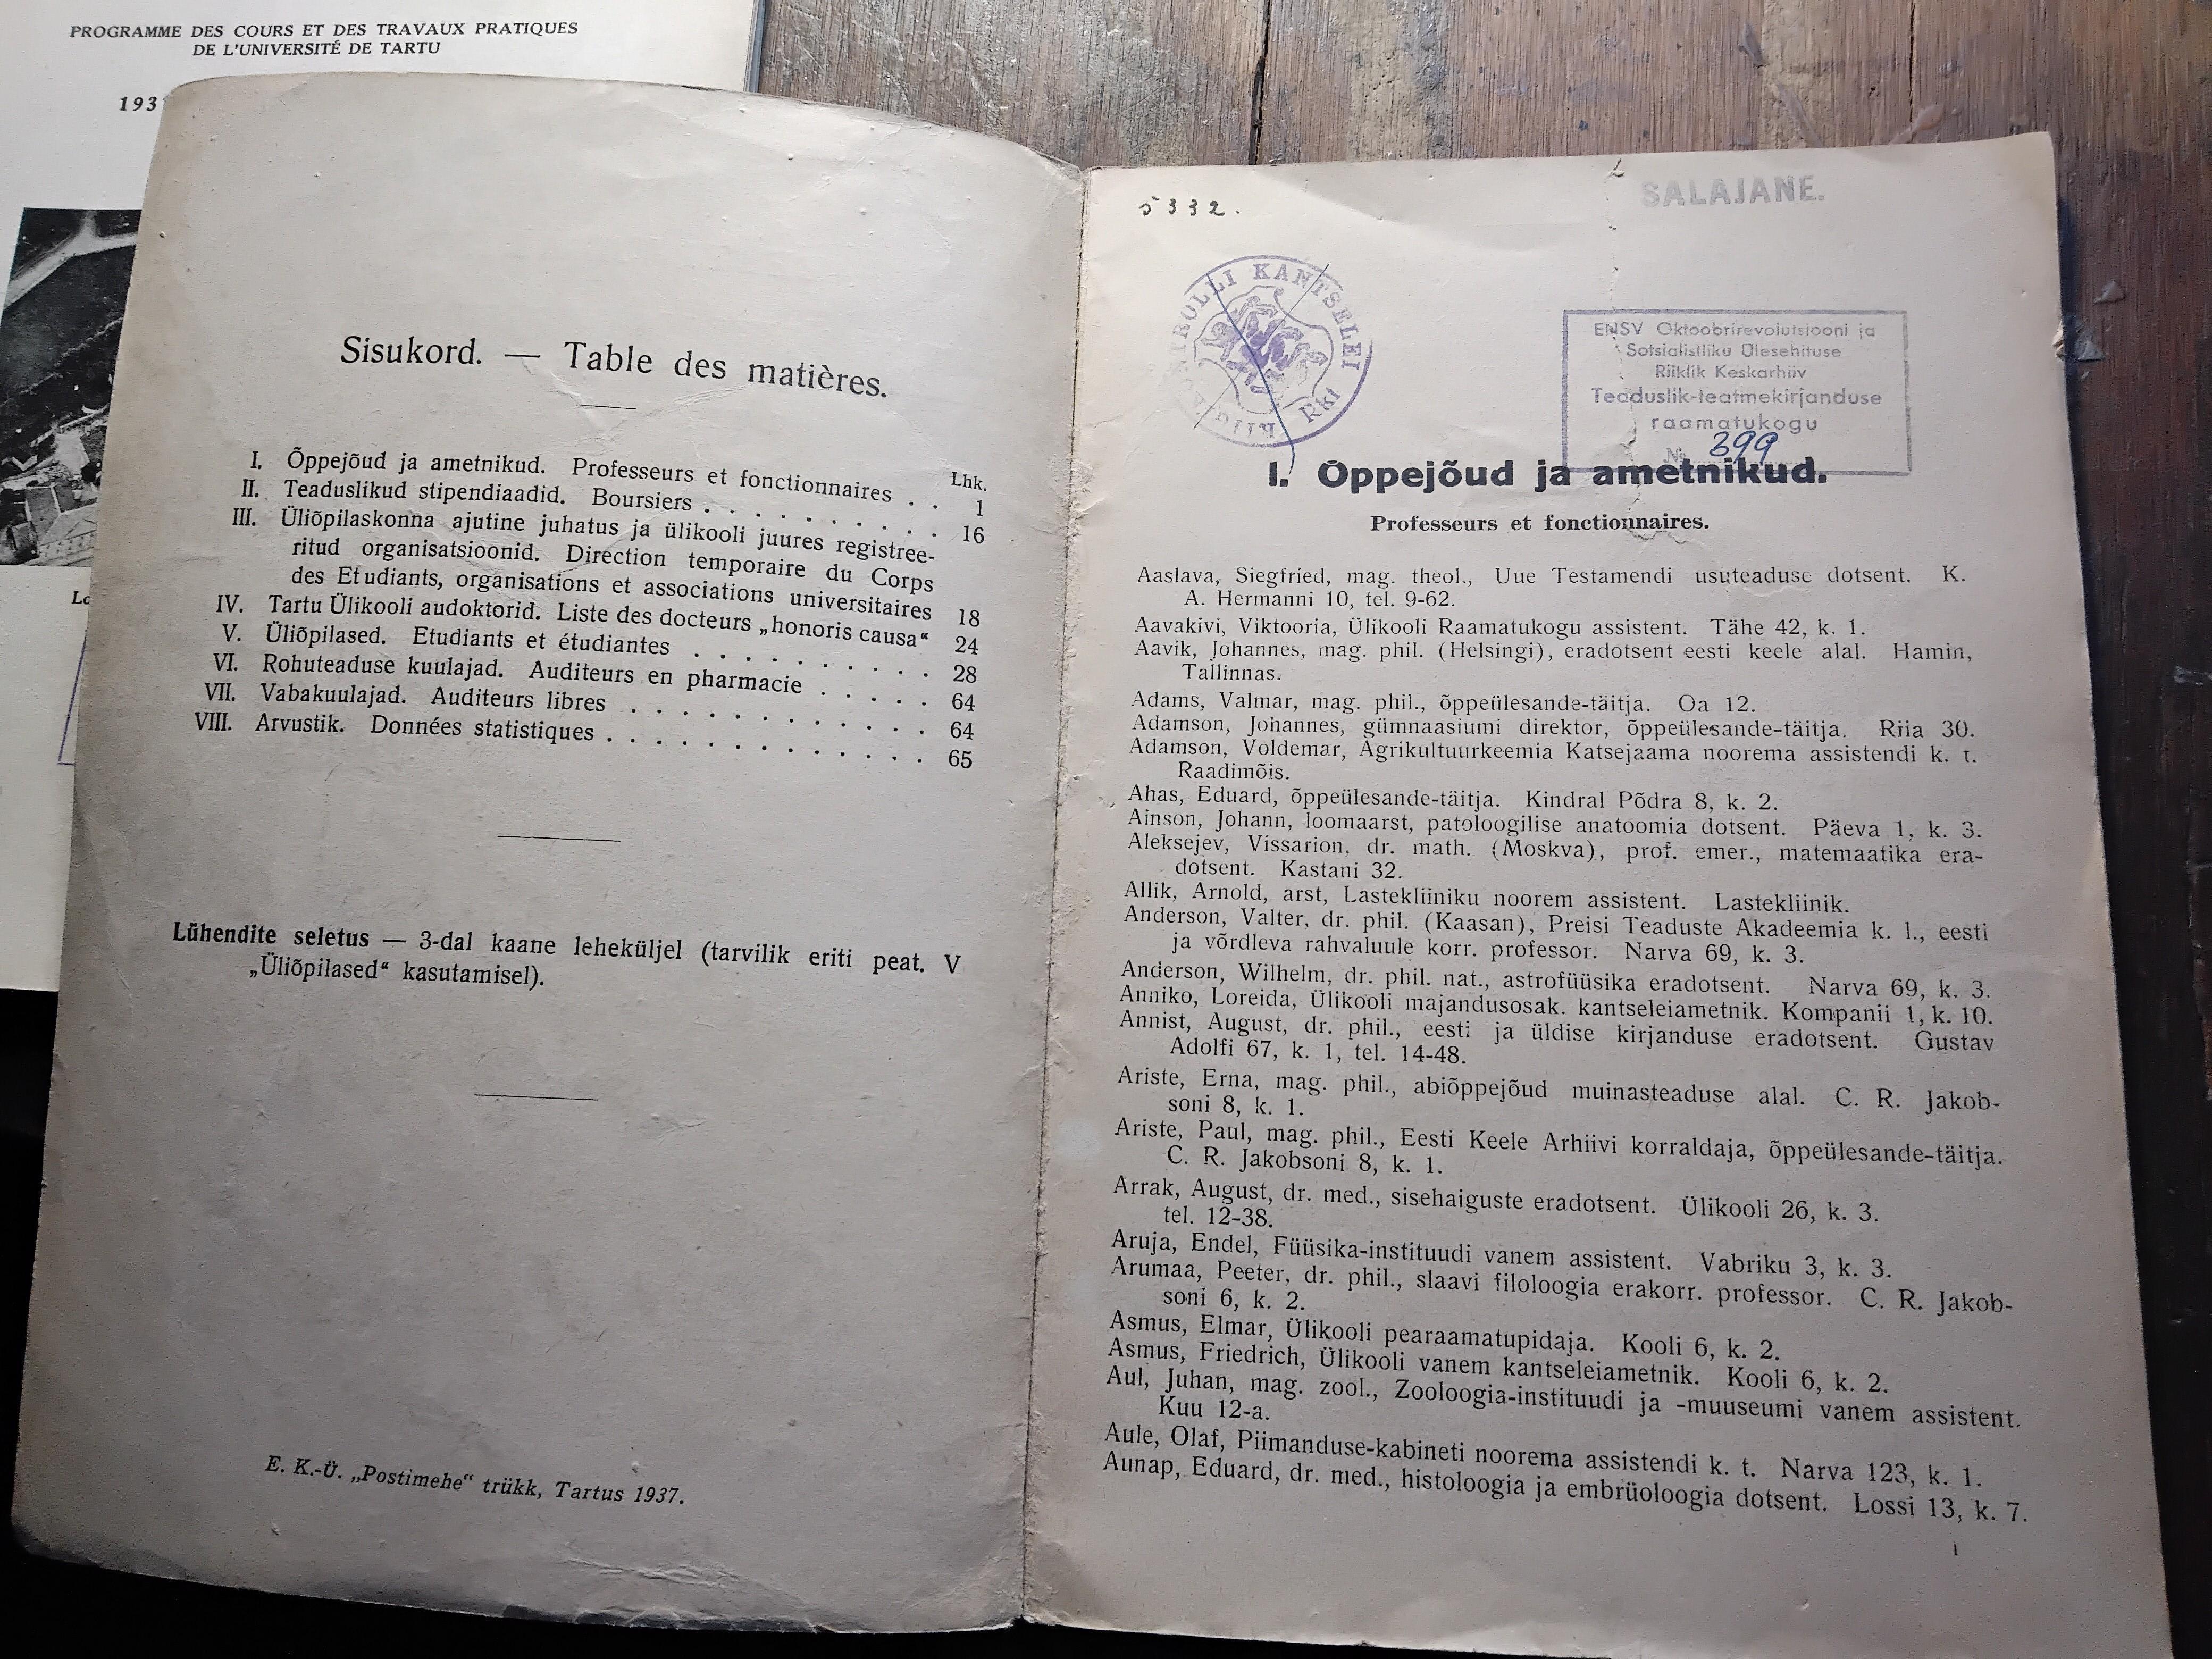 PROGRAMME DES COURS ET DES TRAVAUX PRATIQUES
DE L'UNIVERSITÉ DE TARTU
193
Sisukord. — Table des matières.
Lhk.
I. Õppejõud ja ametnikud. Professeurs et fonctionnaires . . 1
II. Teaduslikud stipendiaadid. Boursiers . . . . . . . . . . 16
III. Üliõpilaskonna ajutine juhatus ja ülikooli juures registree-
ritud organisatsioonid. Direction temporaire du Corps
des Etudiants, organisations et associations universitaires 18
IV. Tartu Ülikooli audoktorid. Liste des docteurs „honoris causa“ 24
V. Üliõpilased. Etudiants et étudiantes . . . . . . . . . . 28
VI. Rohuteaduse kuulajad. Auditeurs en pharmacie . . . . . 64
VII. Vabakuulajad. Auditeurs libres . . . . . . . . . . . . 64
VIII. Arvustik. Données statistiques . . . . . . . . . . . . . 65
Lühendite seletus — 3-dal kaane leheküljel (tarvilik eriti peat. V
„Üliõpilased“ kasutamisel).
E. K.-Ü. „Postimehe“ trükk, Tartus 1937.
5332.
SALAJANE.
RIIGIKONTROLLI KANTSELEI
Rki
ENSV Oktoobrirevolutsiooni ja
Sotsialistliku Ülesehituse
Riiklik Keskarhiiv
Teaduslik-teatmekirjanduse
raamatukogu
№ 399
I. Õppejõud ja ametnikud.
Professeurs et fonctionnaires.
Aaslava, Siegfried, mag. theol., Uue Testamendi usuteaduse dotsent. K.
A. Hermanni 10, tel. 9-62.
Aavakivi, Viktooria, Ülikooli Raamatukogu assistent. Tähe 42, k. 1.
Aavik, Johannes, mag. phil. (Helsingi), eradotsent eesti keele alal. Hamin,
Tallinnas.
Adams, Valmar, mag. phil., õppeülesande-täitja. Oa 12.
Adamson, Johannes, gümnaasiumi direktor, õppeülesande-täitja. Riia 30.
Adamson, Voldemar, Agrikultuurkeemia Katsejaama noorema assistendi k. t.
Raadimõis.
Ahas, Eduard, õppeülesande-täitja. Kindral Põdra 8, k. 2.
Ainson, Johann, loomaarst, patoloogilise anatoomia dotsent. Päeva 1, k. 3.
Aleksejev, Vissarion, dr. math. (Moskva), prof. emer., matemaatika era-
dotsent. Kastani 32.
Allik, Arnold, arst, Lastekliiniku noorem assistent. Lastekliinik.
Anderson, Valter, dr. phil. (Kaasan), Preisi Teaduste Akadeemia k. l., eesti
ja võrdleva rahvaluule korr. professor. Narva 69, k. 3.
Anderson, Wilhelm, dr. phil. nat., astrofüüsika eradotsent. Narva 69, k. 3.
Anniko, Loreida, Ülikooli majandusosak. kantseleiametnik. Kompanii 1, k. 10.
Annist, August, dr. phil., eesti ja üldise kirjanduse eradotsent. Gustav
Adolfi 67, k. 1, tel. 14-48.
Ariste, Erna, mag. phil., abiõppejõud muinasteaduse alal. C. R. Jakob-
soni 8, k. 1.
Ariste, Paul, mag. phil., Eesti Keele Arhiivi korraldaja, õppeülesande-täitja.
C. R. Jakobsoni 8, k. 1.
Arrak, August, dr. med., sisehaiguste eradotsent. Ülikooli 26, k. 3.
tel. 12-38.
Aruja, Endel, Füüsika-instituudi vanem assistent. Vabriku 3, k. 3.
Arumaa, Peeter, dr. phil., slaavi filoloogia erakorr. professor. C. R. Jakob-
soni 6, k. 2.
Asmus, Elmar, Ülikooli pearaamatupidaja. Kooli 6, k. 2.
Asmus, Friedrich, Ülikooli vanem kantseleiametnik. Kooli 6, k. 2.
Aul, Juhan, mag. zool., Zooloogia-instituudi ja -muuseumi vanem assistent.
Kuu 12-a.
Aule, Olaf, Piimanduse-kabineti noorema assistendi k. t. Narva 123, k. 1.
Aunap, Eduard, dr. med., histoloogia ja embrüoloogia dotsent. Lossi 13, k. 7.
1